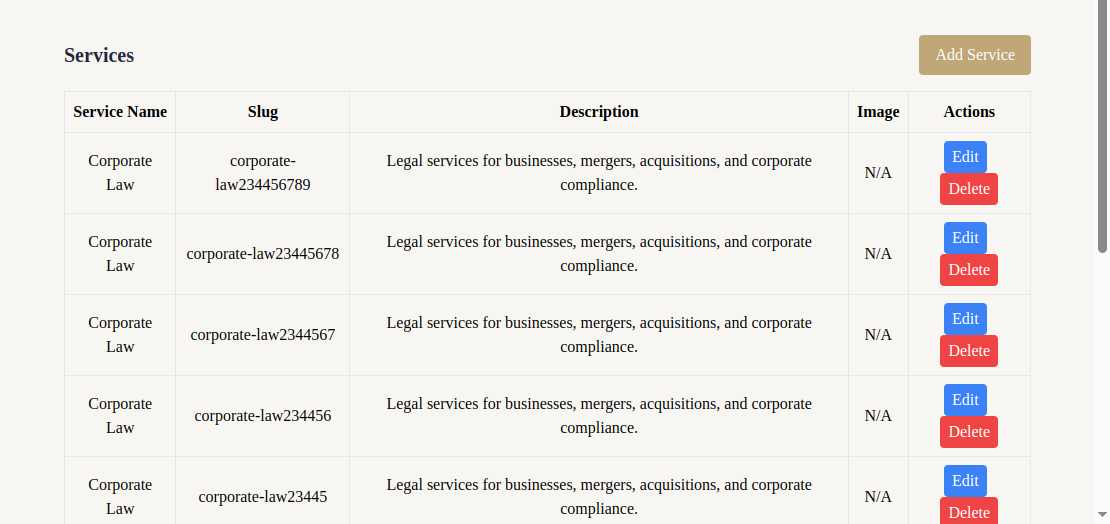 Services
Add Service
Service Name Slug Description Image Actions
Corporate Law corporate-law234456789 Legal services for businesses, mergers, acquisitions, and corporate compliance. N/A Edit Delete
Corporate Law corporate-law23445678 Legal services for businesses, mergers, acquisitions, and corporate compliance. N/A Edit Delete
Corporate Law corporate-law2344567 Legal services for businesses, mergers, acquisitions, and corporate compliance. N/A Edit Delete
Corporate Law corporate-law234456 Legal services for businesses, mergers, acquisitions, and corporate compliance. N/A Edit Delete
Corporate Law corporate-law23445 Legal services for businesses, mergers, acquisitions, and corporate compliance. N/A Edit Delete